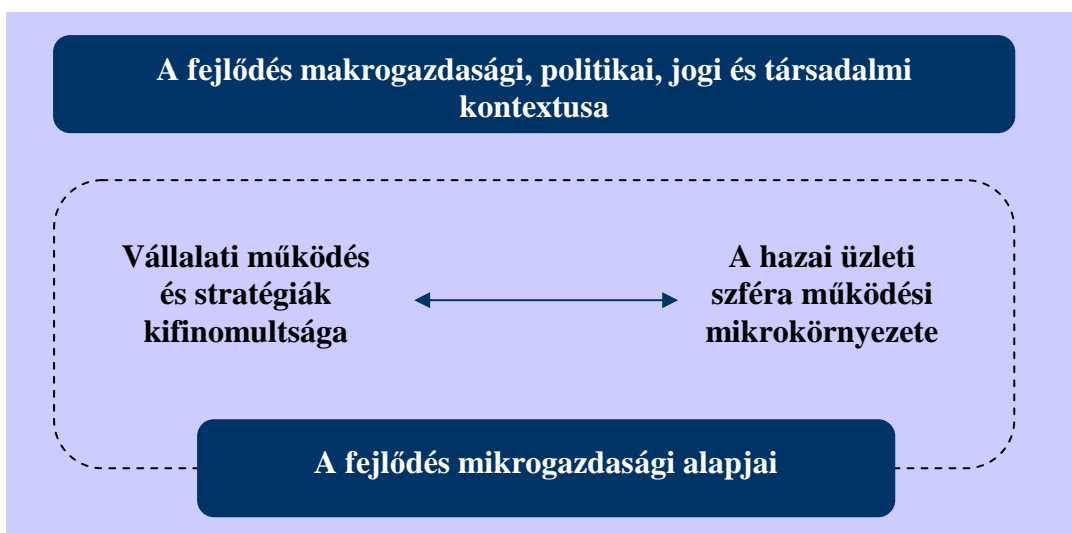 A fejlődés makrogazdasági, politikai, jogi és társadalmi
kontextusa
Vállalati működés
és stratégiák
kifinomultsága
A hazai üzleti
szféra működési
mikrokörnyezete
A fejlődés mikrogazdasági alapjai